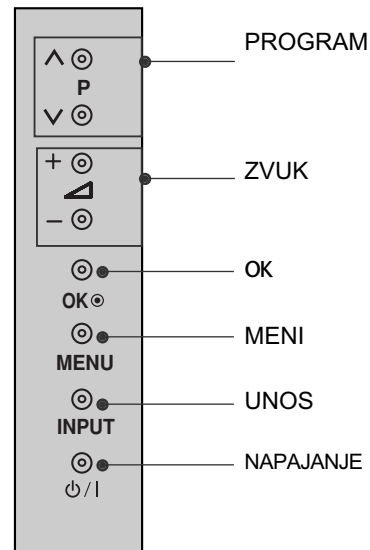 PROGRAM
P
ZVUK
+
−
OK
OK
MENI
MENU
UNOS
INPUT
NAPAJANJE
⏻/I